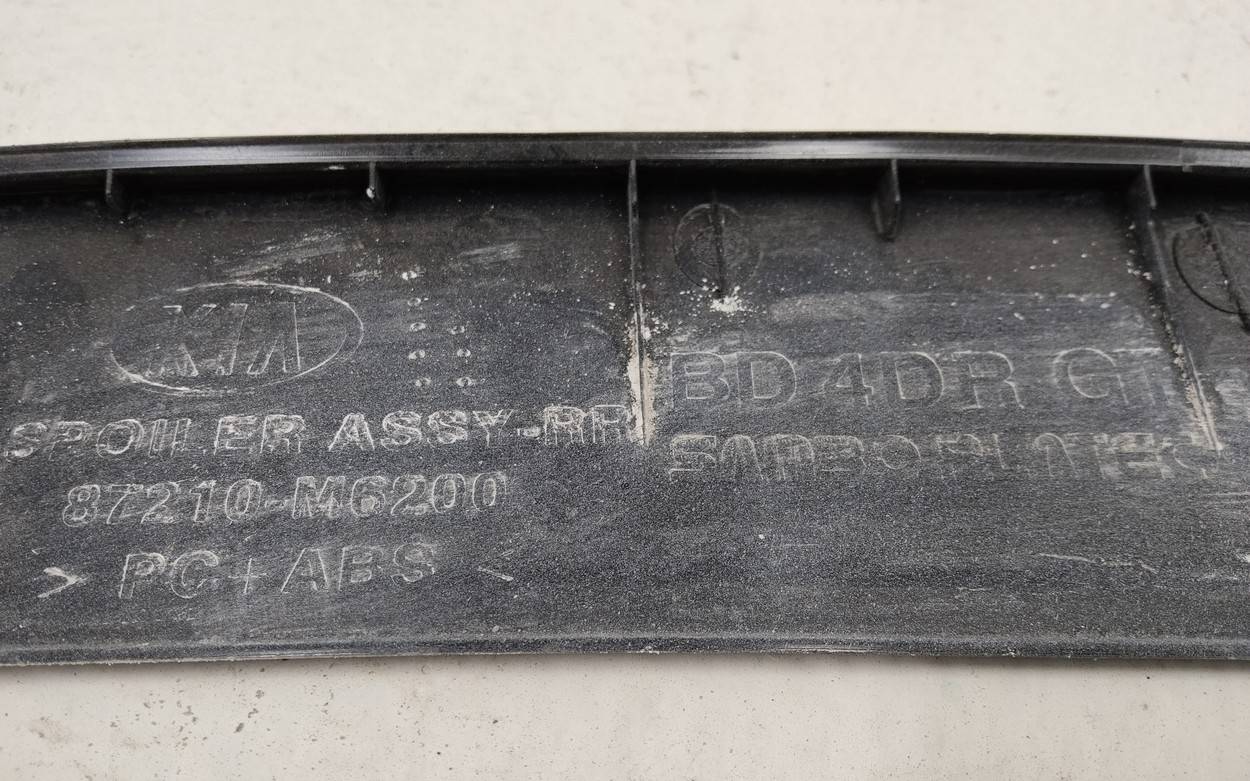 KIA
SPOILER ASSY-RR
87210-M6200
> PC+ABS <
BD 4DR GT